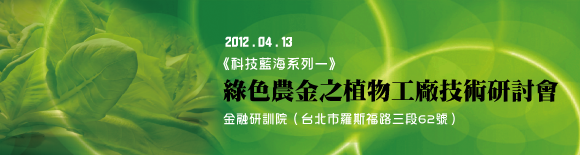 2012.04.13
《科技藍海系列一》
綠色農金之植物工廠技術研討會
金融研訓院（台北市羅斯福路三段62號）